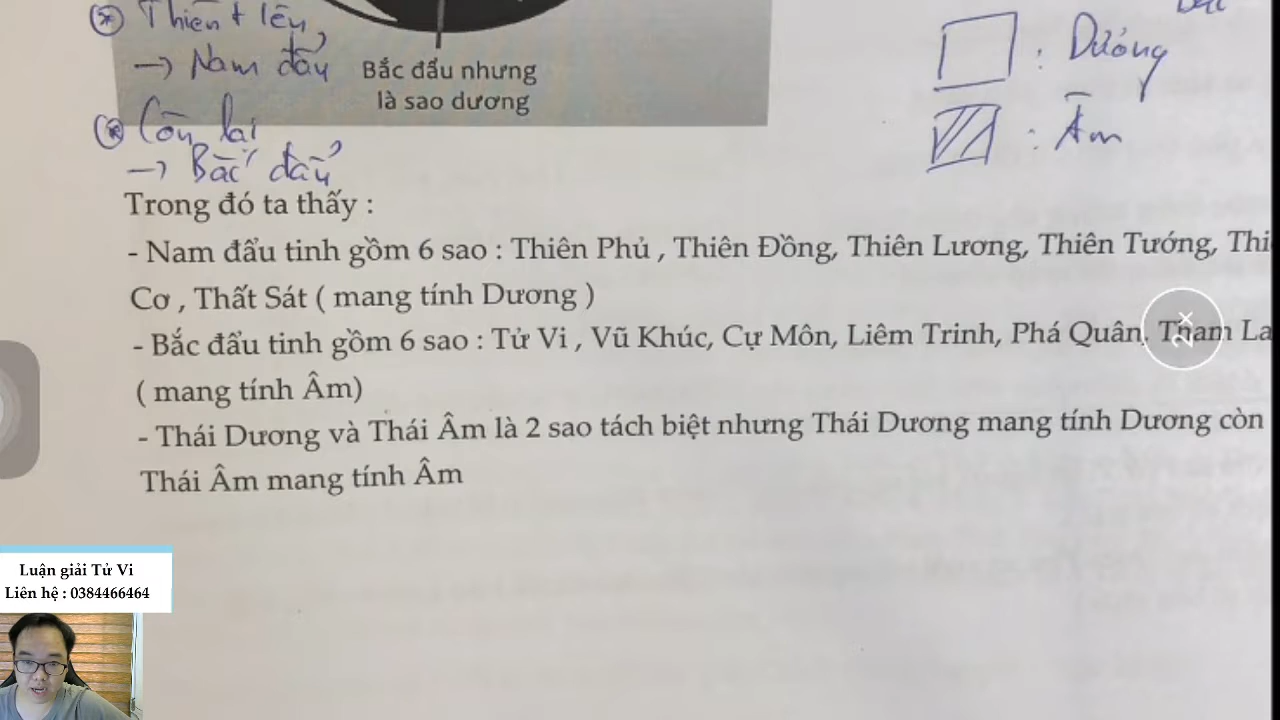 Thiên + tên
→ Nam đẩu
Bắc đẩu nhưng
là sao dương
: Dương
: Âm
Còn lại
→ Bắc đẩu
Trong đó ta thấy :
- Nam đẩu tinh gồm 6 sao : Thiên Phủ , Thiên Đồng, Thiên Lương, Thiên Tướng, Thi
Cơ , Thất Sát ( mang tính Dương )
- Bắc đẩu tinh gồm 6 sao : Tử Vi , Vũ Khúc, Cự Môn, Liêm Trinh, Phá Quân, Tham La
( mang tính Âm)
- Thái Dương và Thái Âm là 2 sao tách biệt nhưng Thái Dương mang tính Dương còn
Thái Âm mang tính Âm
Luận giải Tử Vi
Liên hệ : 0384466464